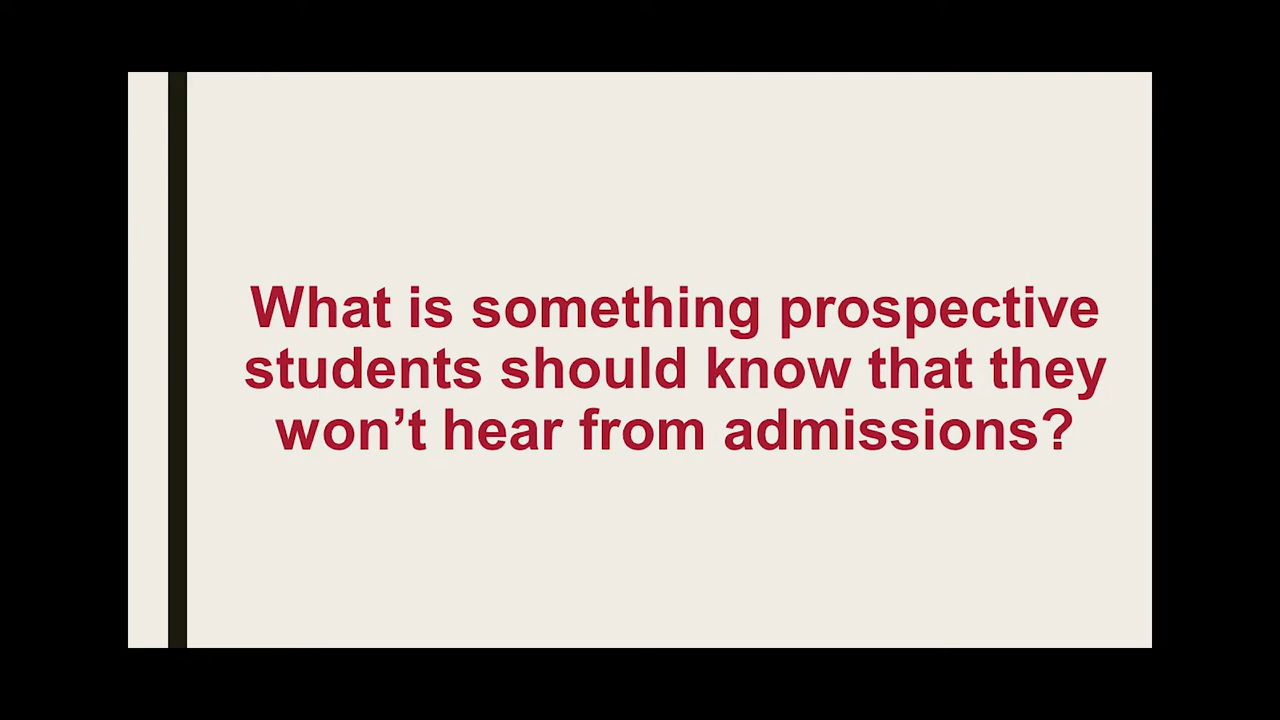 What is something prospective
students should know that they
won’t hear from admissions?